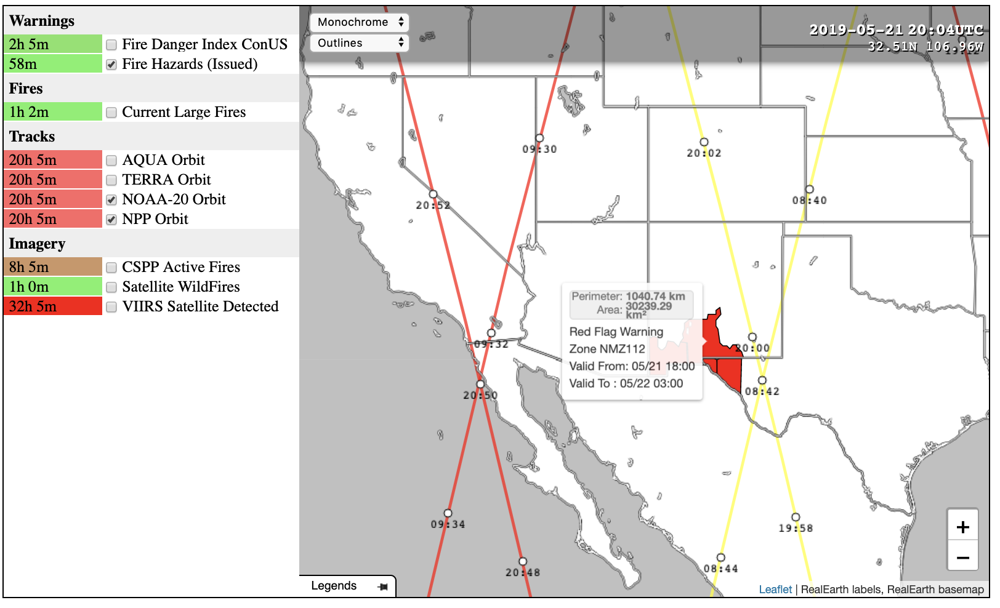 Warnings
2h 5m Fire Danger Index ConUS
58m Fire Hazards (Issued)
Fires
1h 2m Current Large Fires
Tracks
20h 5m AQUA Orbit
20h 5m TERRA Orbit
20h 5m NOAA-20 Orbit
20h 5m NPP Orbit
Imagery
8h 5m CSPP Active Fires
1h 0m Satellite WildFires
32h 5m VIIRS Satellite Detected
Monochrome
Outlines
2019-05-21 20:04UTC
32.51N 106.96W
19:12
09:30
20:02
08:40
20:52
Perimeter: 1040.74 km
Area: 30239.29
km²
Red Flag Warning
Zone NMZ112
Valid From: 05/21 18:00
Valid To : 05/22 03:00
09:32
20:00
20:50
08:42
09:34
19:58
20:48
08:44
+
−
Legends
Leaflet | RealEarth labels, RealEarth basemap